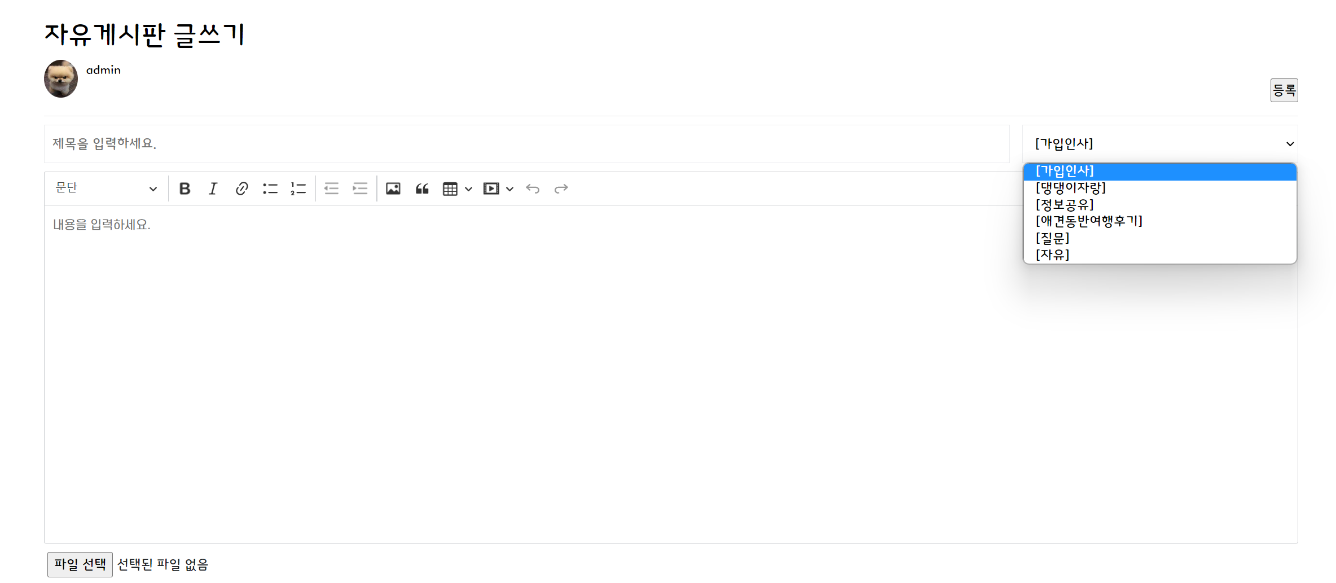 자유게시판 글쓰기
admin
등록
제목을 입력하세요.
[가입인사]
[가입인사]
[댕댕이자랑]
[정보공유]
[애견동반여행후기]
[질문]
[자유]
문단
내용을 입력하세요.
파일 선택 선택된 파일 없음